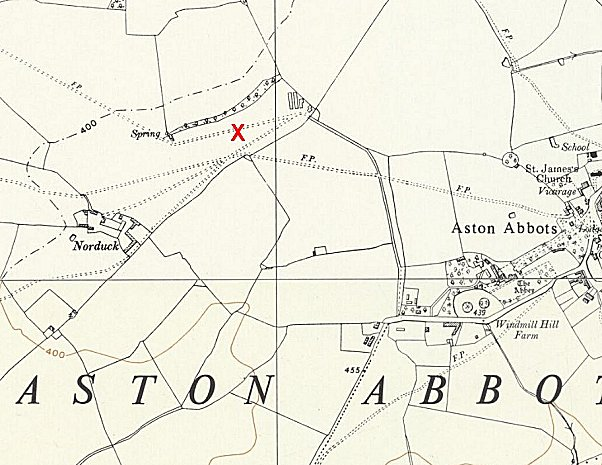 F.P.
F.P.
400
Spring
X
School
F.P.
St. James's
Church
Vicarage
F.P.
Aston Abbots
Norduck
The
Abbey
439
Windmill Hill
Farm
400
F.P.
455
ASTON ABBOT